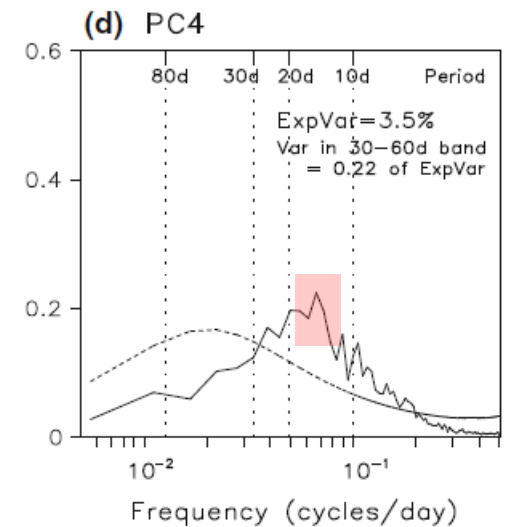 (d) PC4
0.6
80d 30d 20d 10d Period
ExpVar=3.5%
Var in 30–60d band
= 0.22 of ExpVar
0.4
0.2
0
10⁻² 10⁻¹
Frequency (cycles/day)